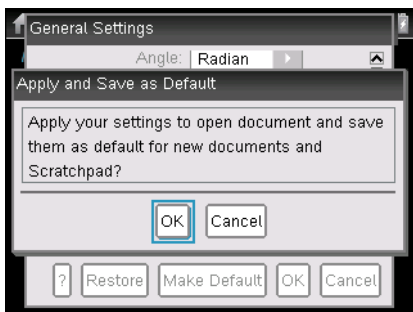 General Settings
Angle: Radian
Apply and Save as Default
Apply your settings to open document and save
them as default for new documents and
Scratchpad?
OK Cancel
? Restore Make Default OK Cancel